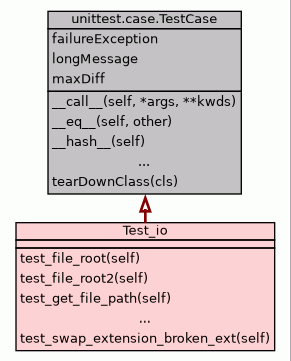 unittest.case.TestCase
failureException
longMessage
maxDiff
__call__(self, *args, **kwds)
__eq__(self, other)
__hash__(self)
...
tearDownClass(cls)
Test_io
test_file_root(self)
test_file_root2(self)
test_get_file_path(self)
...
test_swap_extension_broken_ext(self)